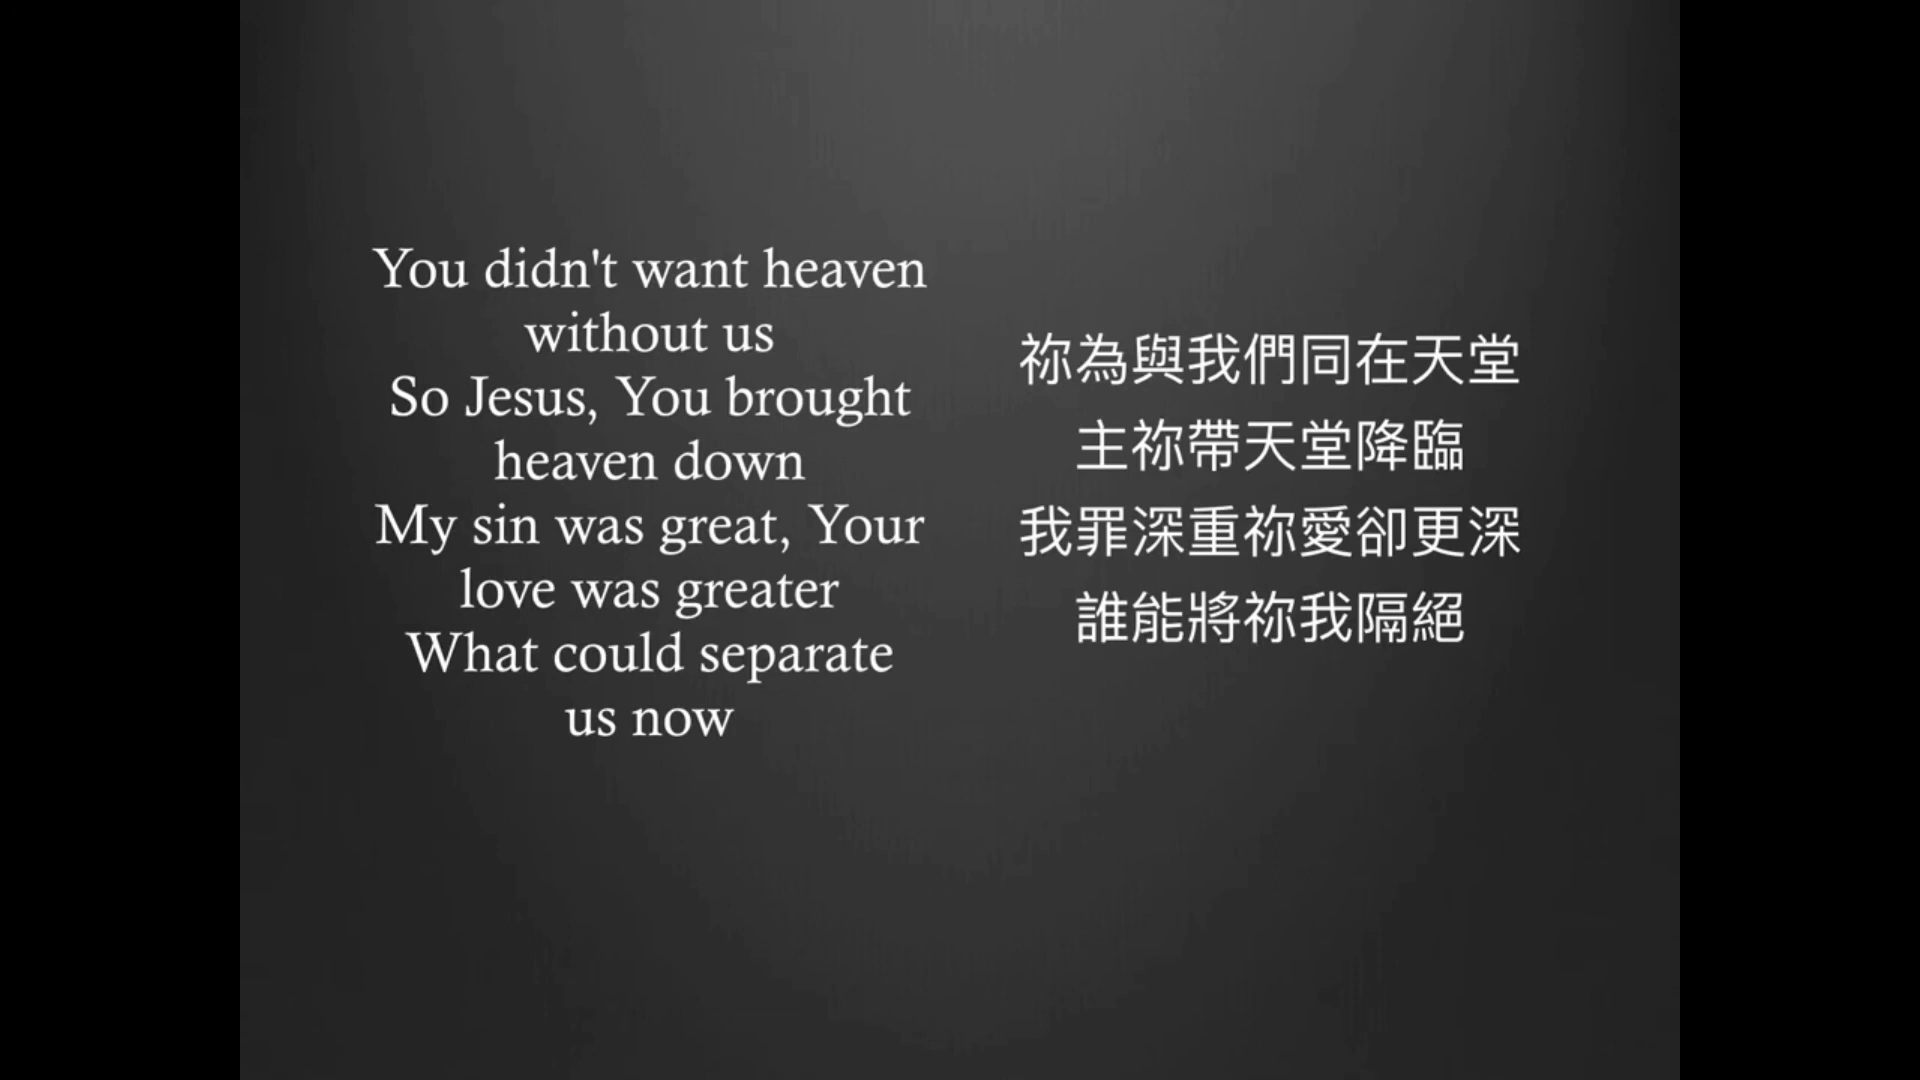 You didn't want heaven
without us
So Jesus, You brought
heaven down
My sin was great, Your
love was greater
What could separate
us now
祢為與我們同在天堂
主祢帶天堂降臨
我罪深重祢愛卻更深
誰能將祢我隔絕